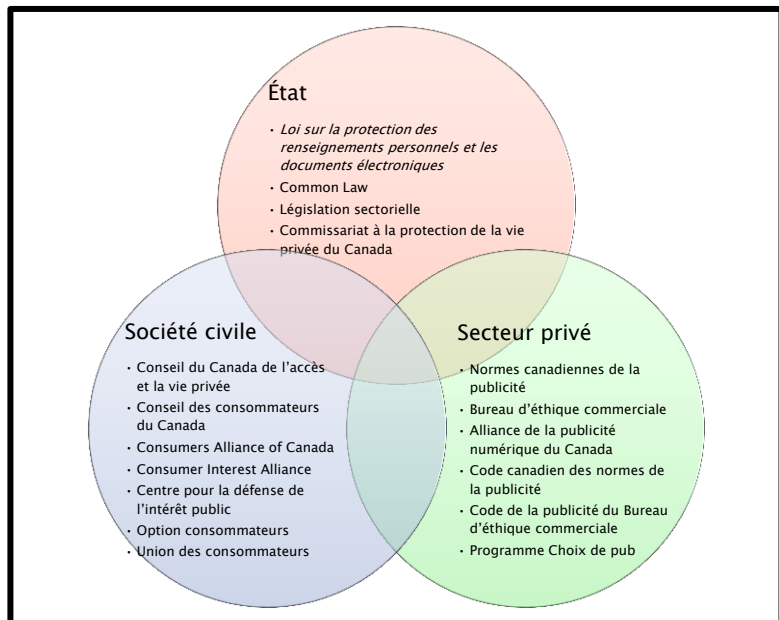 État
· Loi sur la protection des
renseignements personnels et les
documents électroniques
· Common Law
· Législation sectorielle
· Commissariat à la protection de la vie
privée du Canada
Société civile
· Conseil du Canada de l'accès
et la vie privée
· Conseil des consommateurs
du Canada
· Consumers Alliance of Canada
· Consumer Interest Alliance
· Centre pour la défense de
l'intérêt public
· Option consommateurs
· Union des consommateurs
Secteur privé
· Normes canadiennes de la
publicité
· Bureau d'éthique commerciale
· Alliance de la publicité
numérique du Canada
· Code canadien des normes de
la publicité
· Code de la publicité du Bureau
d'éthique commerciale
· Programme Choix de pub